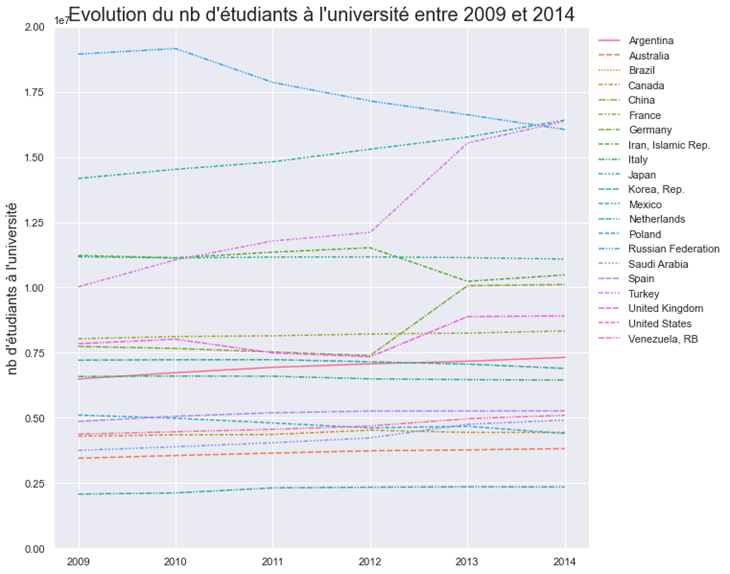 1e7
Evolution du nb d'étudiants à l'université entre 2009 et 2014
2.00
1.75
1.50
1.25
1.00
0.75
0.50
0.25
0.00
nb d'étudiants à l'université
2009 2010 2011 2012 2013 2014
Argentina
Australia
Brazil
Canada
China
France
Germany
Iran, Islamic Rep.
Italy
Japan
Korea, Rep.
Mexico
Netherlands
Poland
Russian Federation
Saudi Arabia
Spain
Turkey
United Kingdom
United States
Venezuela, RB